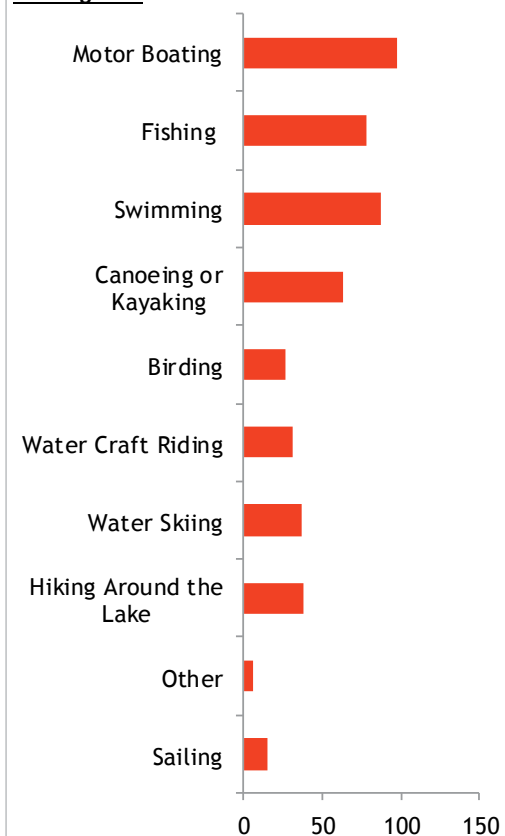 Motor Boating
Fishing
Swimming
Canoeing or
Kayaking
Birding
Water Craft Riding
Water Skiing
Hiking Around the
Lake
Other
Sailing
0 50 100 150